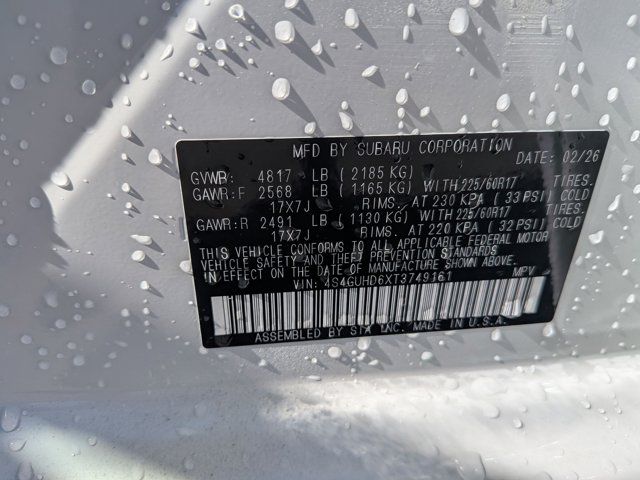 MFD BY SUBARU CORPORATION
DATE: 02/26
GVWR: 4817 LB (2185 KG)
GAWR:F 2568 LB (1165 KG) WITH 225/60R17 TIRES.
17X7J RIMS. AT 230 KPA (33 PSI) COLD
GAWR:R 2491 LB (1130 KG) WITH 225/60R17 TIRES.
17X7J RIMS. AT 220 KPA (32 PSI) COLD
THIS VEHICLE CONFORMS TO ALL APPLICABLE FEDERAL MOTOR
VEHICLE SAFETY AND THEFT PREVENTION STANDARDS
IN EFFECT ON THE DATE OF MANUFACTURE SHOWN ABOVE.
VIN: 4S4GUHD6XT3749161 MPV
ASSEMBLED BY SIA INC. MADE IN U.S.A.